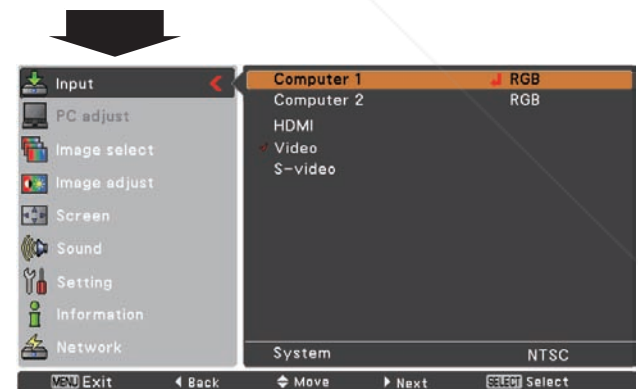 Input
PC adjust
Image select
Image adjust
Screen
Sound
Setting
Information
Network
Computer 1 RGB
Computer 2 RGB
HDMI
Video
S-video
System NTSC
MENU Exit Back Move Next SELECT Select